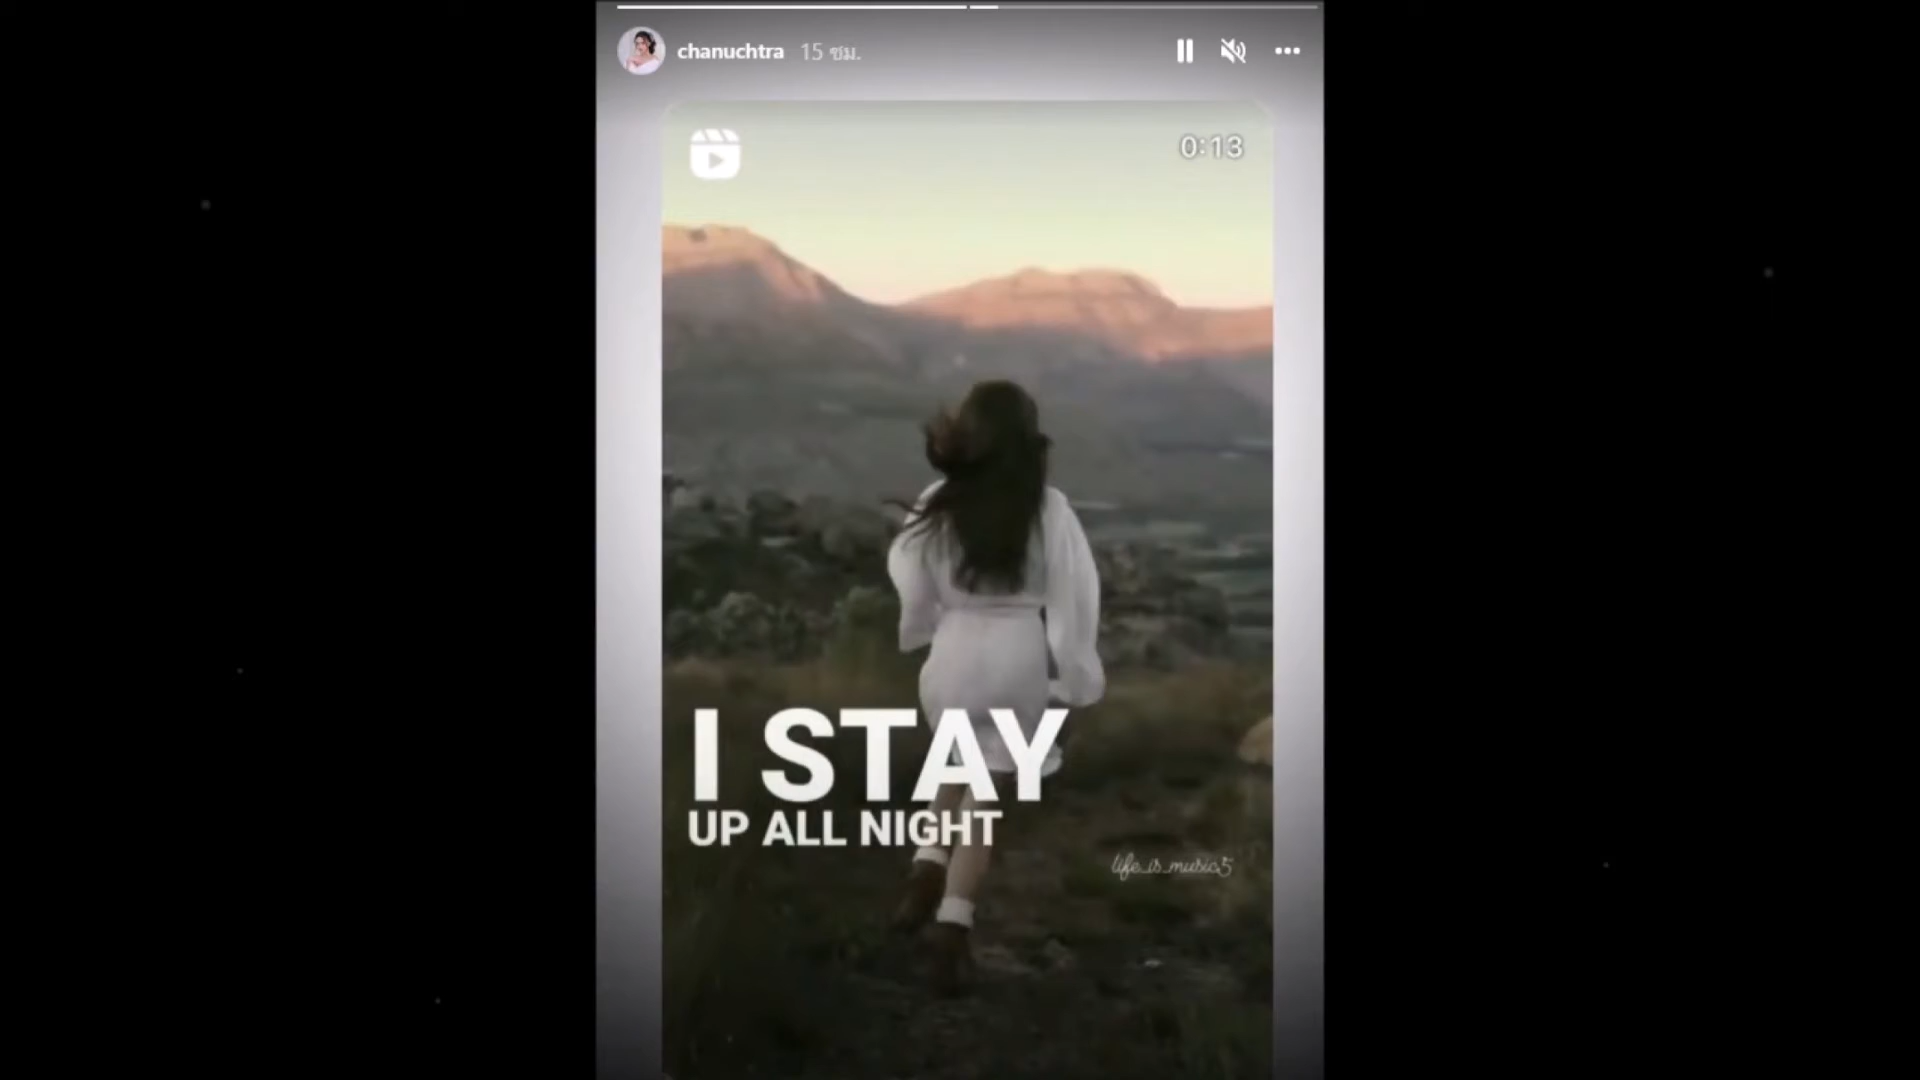 chanuchtra 15 ชม.
0:13
I STAY
UP ALL NIGHT
life_is_music5